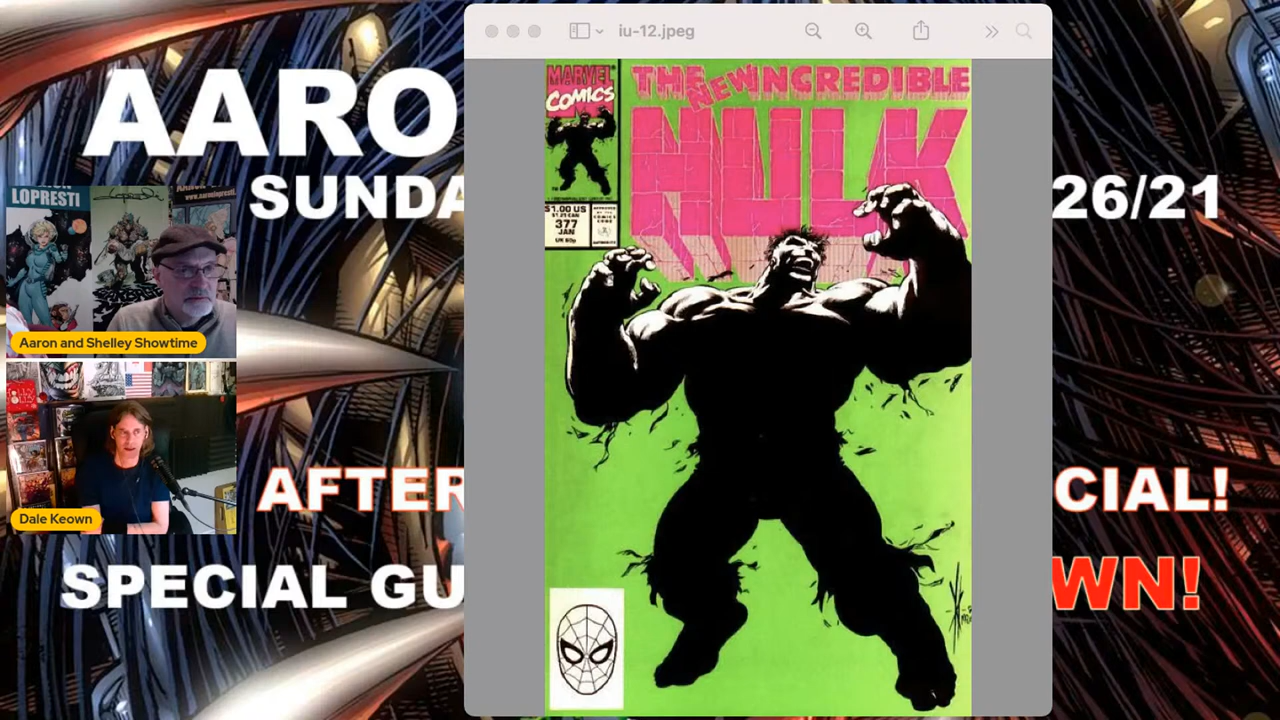 AARO
SUNDA
26/21
AFTER
CIAL!
SPECIAL GU
WN!
LOPRESTI
Aaron and Shelley Showtime
Dale Keown
iu-12.jpeg
MARVEL
COMICS
THE NEW INCREDIBLE
HULK
$1.00 US
377
JAN